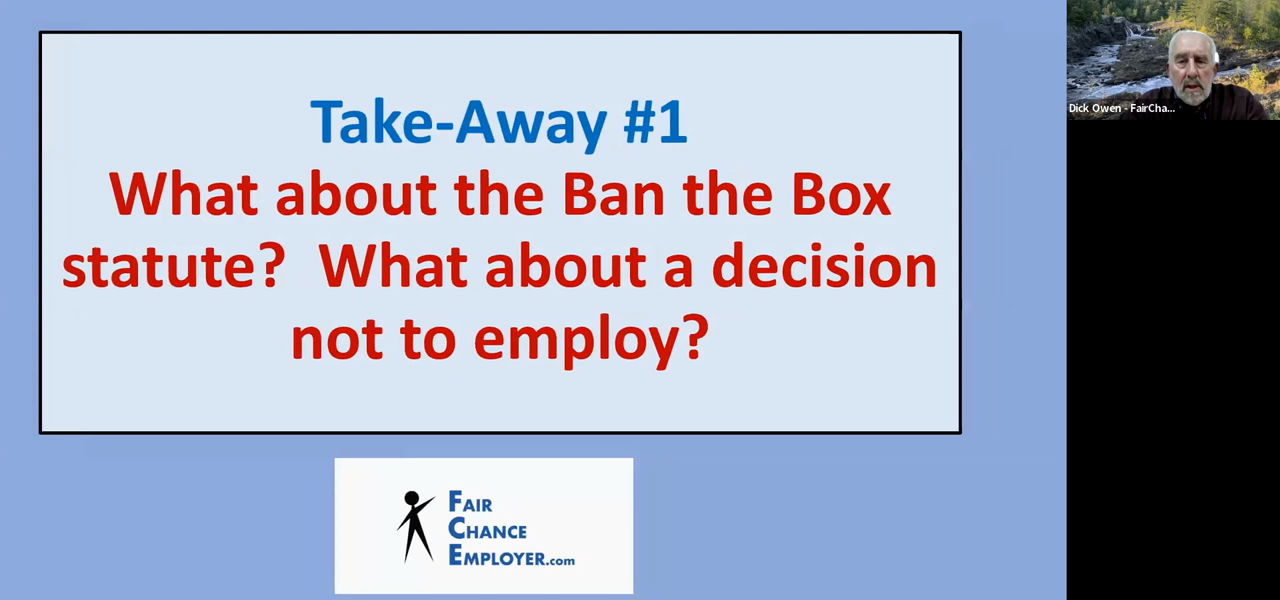 Take-Away #1
What about the Ban the Box
statute? What about a decision
not to employ?
FAIR
CHANCE
EMPLOYER.com
Dick Owen - FairCha...